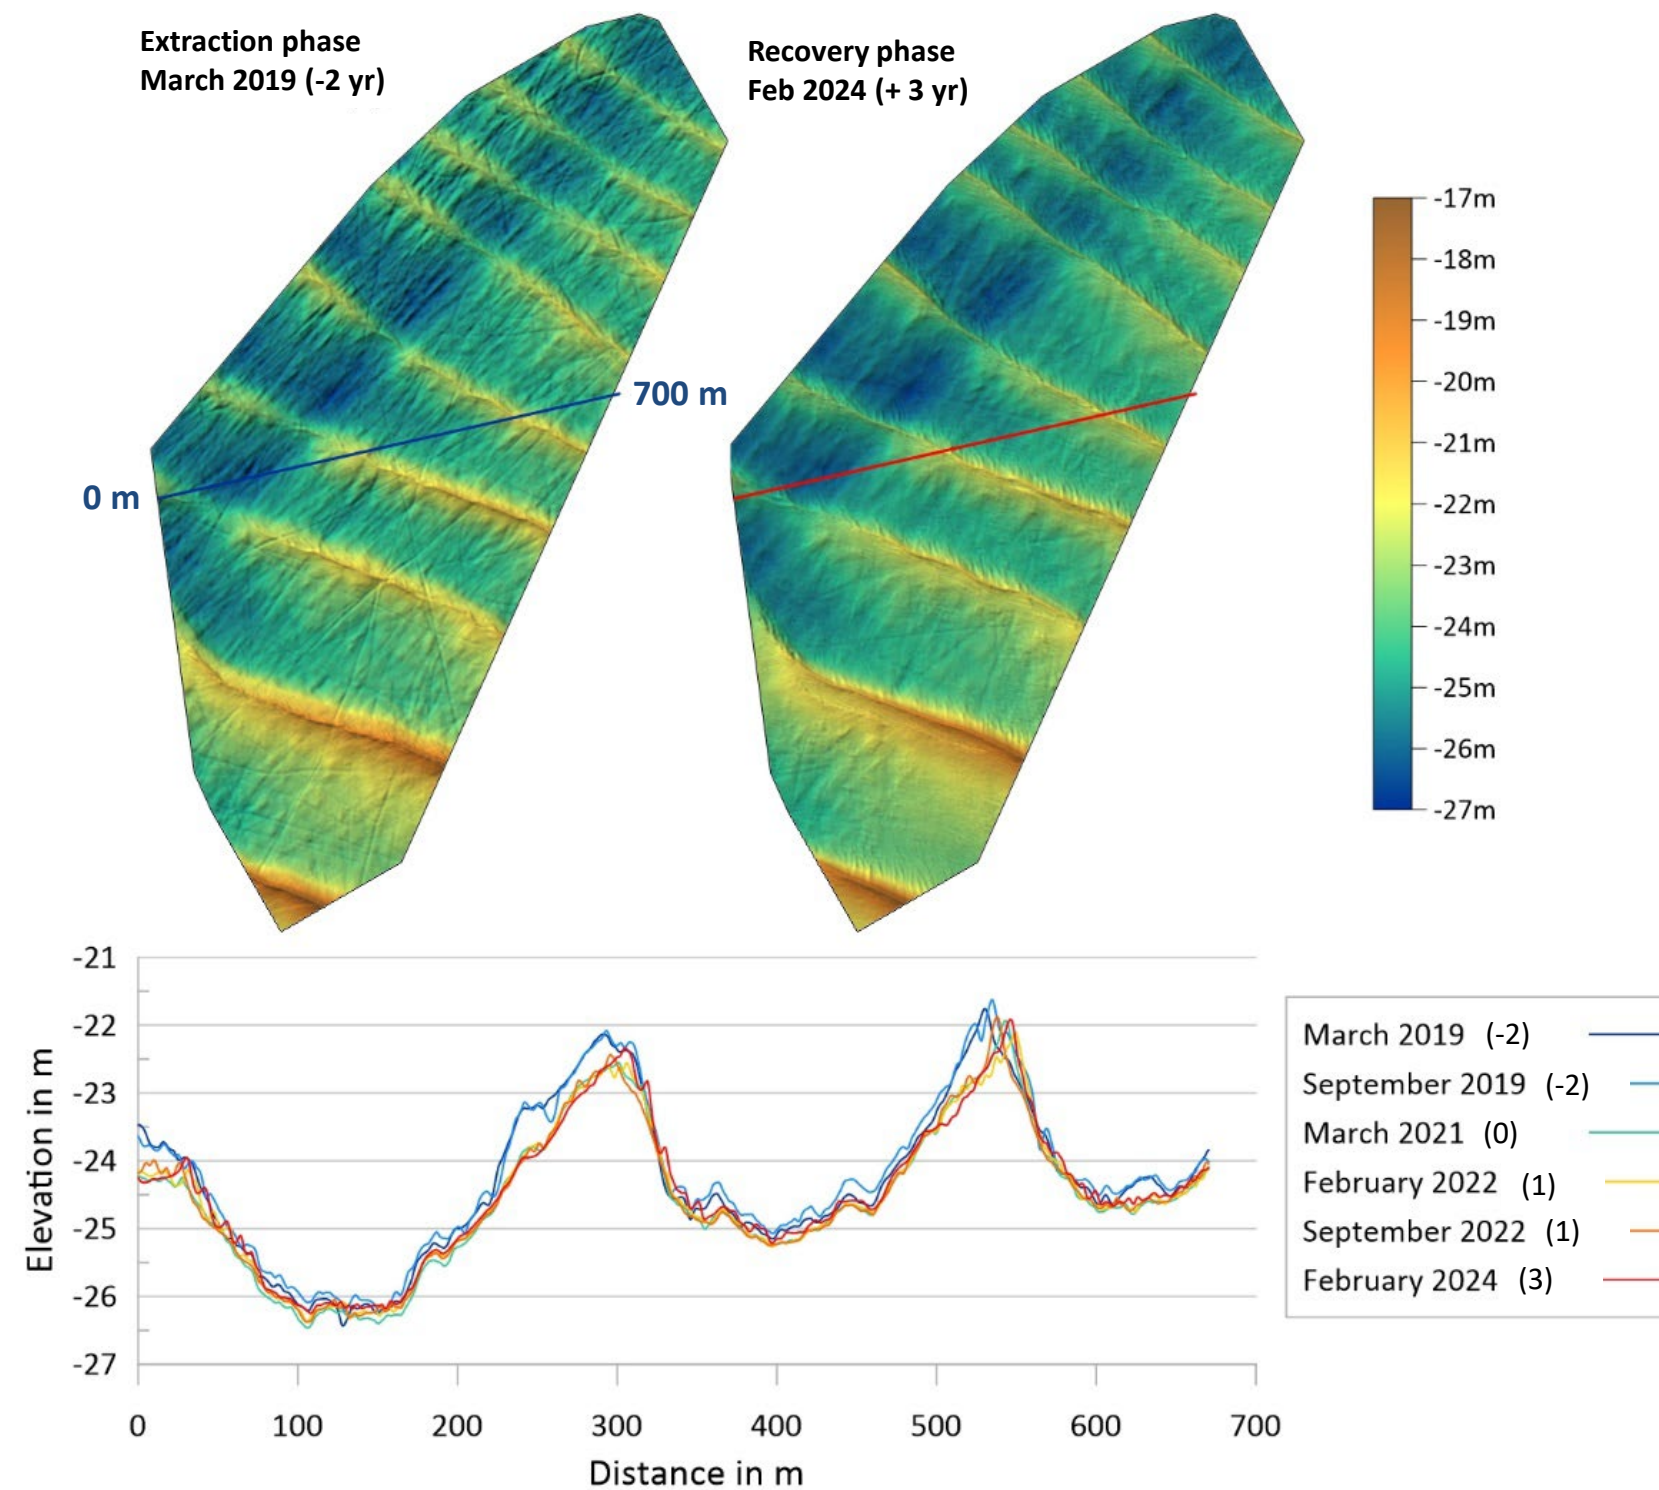 Extraction phase
March 2019 (-2 yr)
Recovery phase
Feb 2024 (+ 3 yr)
700 m
0 m
-17m
-18m
-19m
-20m
-21m
-22m
-23m
-24m
-25m
-26m
-27m
-21
-22
-23
-24
-25
-26
-27
Elevation in m
0 100 200 300 400 500 600 700
Distance in m
March 2019 (-2)
September 2019 (-2)
March 2021 (0)
February 2022 (1)
September 2022 (1)
February 2024 (3)